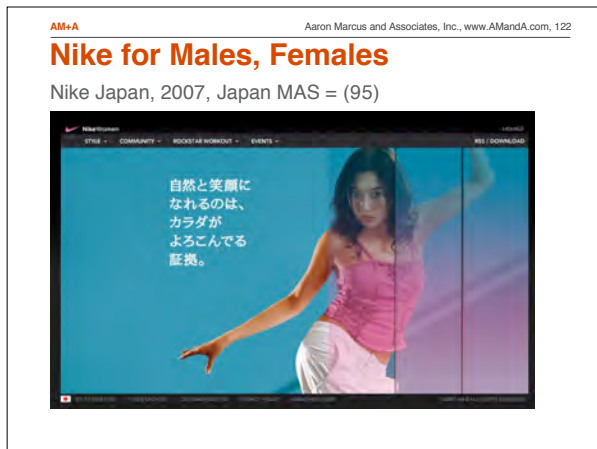 AM+A
Aaron Marcus and Associates, Inc., www.AMandA.com, 122
Nike for Males, Females
Nike Japan, 2007, Japan MAS = (95)
NikeWomen
STYLE COMMUNITY ROCKSTAR WORKOUT EVENTS RSS / DOWNLOAD
自然と笑顔に
なれるのは、
カラダが
よろこんでる
証拠。